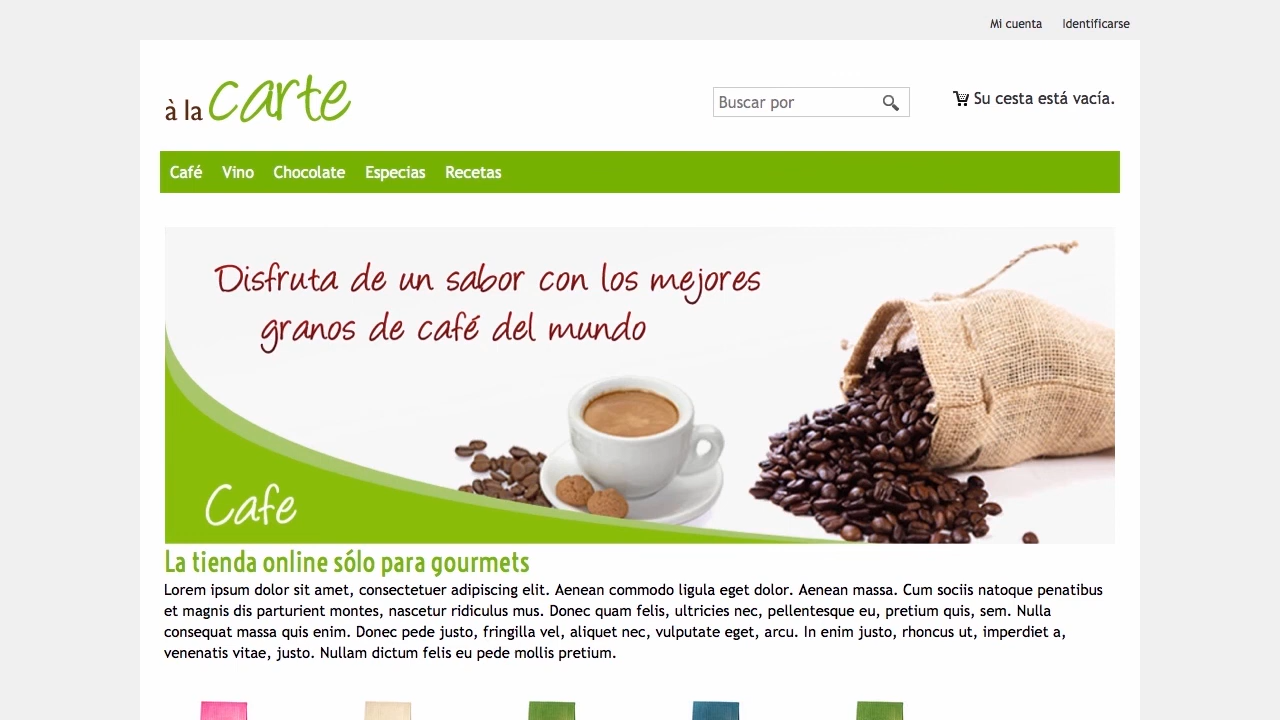 Mi cuenta Identificarse
à la carte
Buscar por
Su cesta está vacía.
Café Vino Chocolate Especias Recetas
Disfruta de un sabor con los mejores
granos de café del mundo
Cafe
La tienda online sólo para gourmets
Lorem ipsum dolor sit amet, consectetuer adipiscing elit. Aenean commodo ligula eget dolor. Aenean massa. Cum sociis natoque penatibus
et magnis dis parturient montes, nascetur ridiculus mus. Donec quam felis, ultricies nec, pellentesque eu, pretium quis, sem. Nulla
consequat massa quis enim. Donec pede justo, fringilla vel, aliquet nec, vulputate eget, arcu. In enim justo, rhoncus ut, imperdiet a,
venenatis vitae, justo. Nullam dictum felis eu pede mollis pretium.